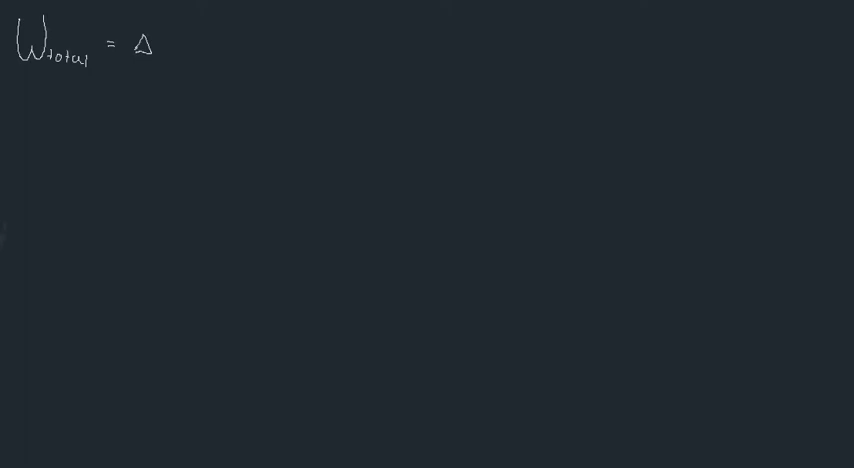 W_total = Δ